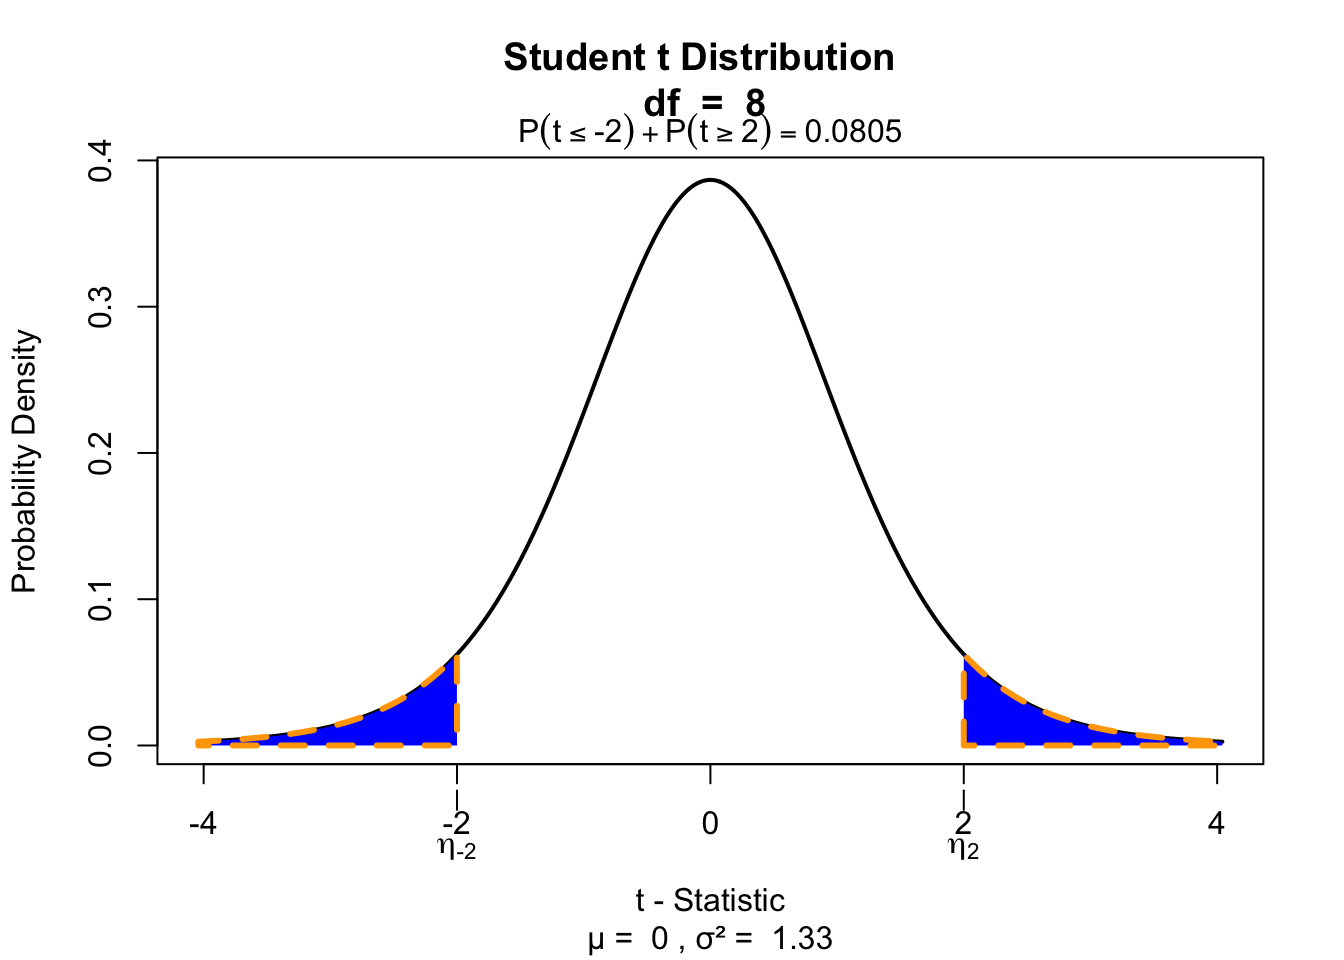 Student t Distribution
df = 8
P(t ≤ -2) + P(t ≥ 2) = 0.0805
Probability Density
0.4
0.3
0.2
0.1
0.0
-4 -2 0 2 4
η-2 η2
t - Statistic
μ = 0 , σ² = 1.33